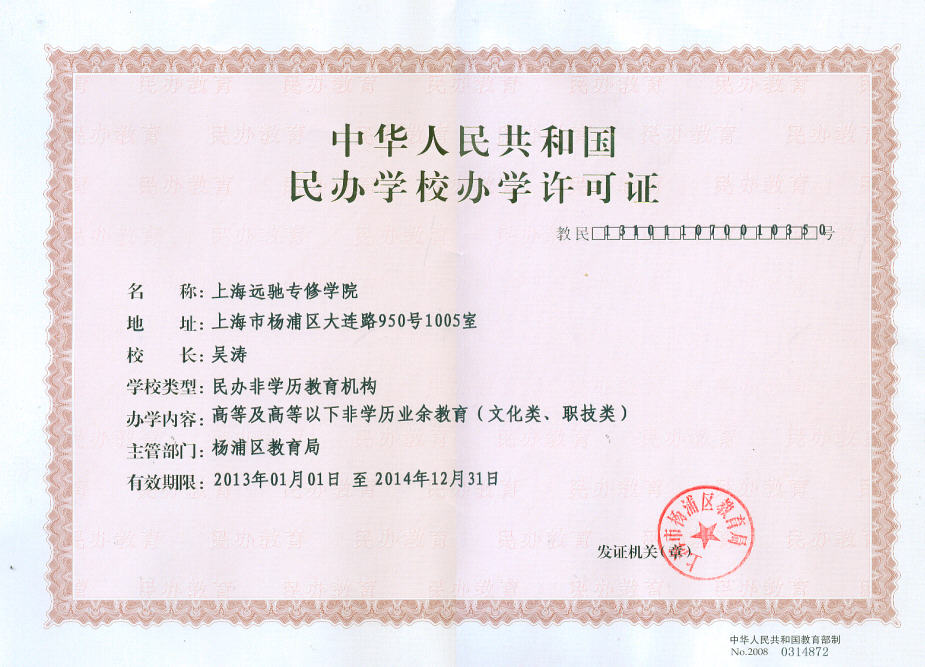 中华人民共和国
民办学校办学许可证
教民131011070010350号
名　　称：上海远驰专修学院
地　　址：上海市杨浦区大连路950号1005室
校　　长：吴涛
学校类型：民办非学历教育机构
办学内容：高等及高等以下非学历业余教育（文化类、职技类）
主管部门：杨浦区教育局
有效期限：2013年01月01日 至 2014年12月31日
上海市杨浦区教育局
发证机关（章）
中华人民共和国教育部制
No.2008 0314872